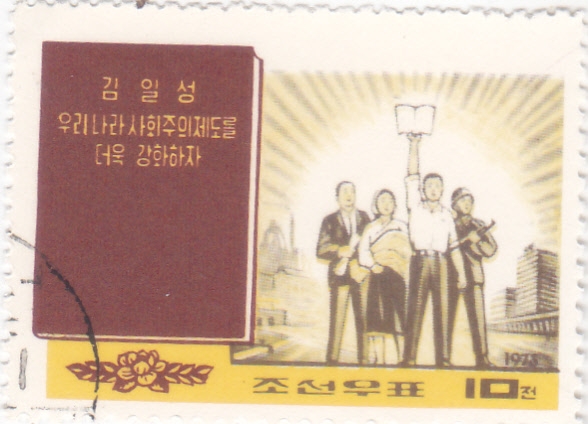 김일성
우리나라사회주의제도를
더욱 강화하자
1973
조선우표 10전